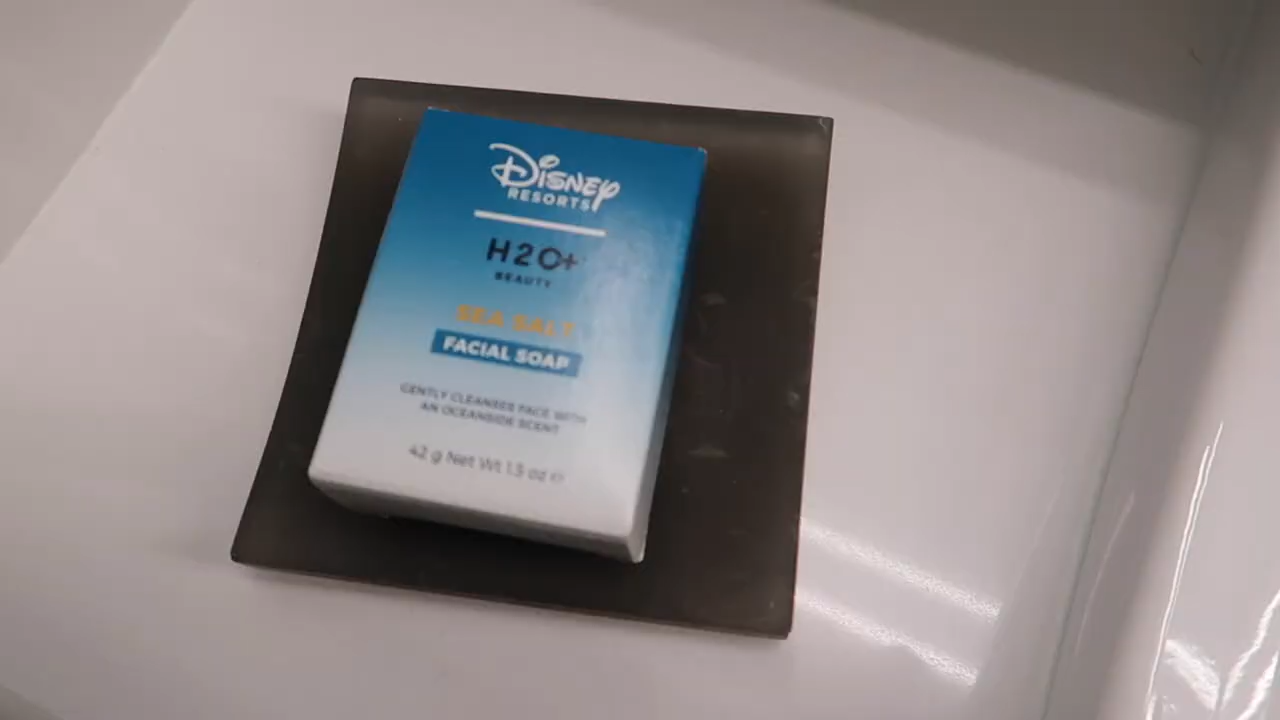 Disney
RESORTS
H2O+
BEAUTY
SEA SALT
FACIAL SOAP
GENTLY CLEANSES FACE WITH
AN OCEANSIDE SCENT
42 g Net Wt 1.5 oz ℮